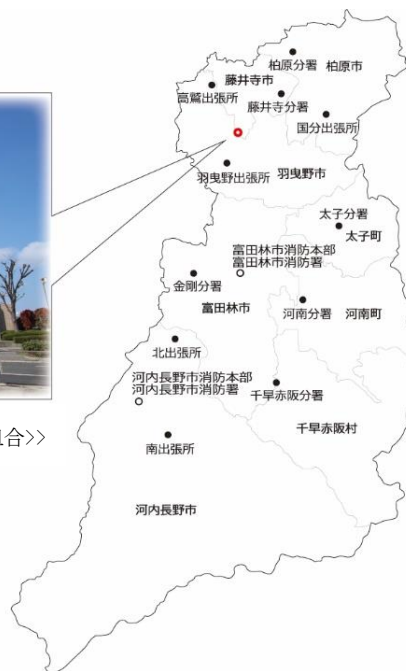 柏原分署
柏原市
藤井寺市
高鷲出張所
藤井寺分署
国分出張所
羽曳野出張所
羽曳野市
太子分署
太子町
富田林市消防本部
富田林市消防署
金剛分署
富田林市
河南分署
河南町
北出張所
河内長野市消防本部
河内長野市消防署
千早赤阪分署
千早赤阪村
合>>
南出張所
河内長野市